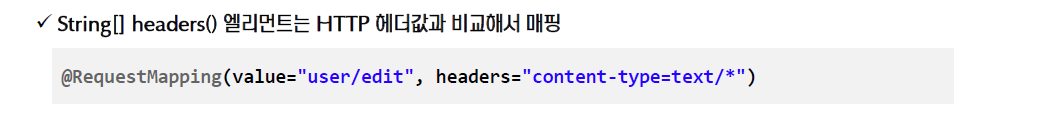 ✓ String[] headers() 엘리먼트는 HTTP 헤더값과 비교해서 매핑
@RequestMapping(value="user/edit", headers="content-type=text/*")